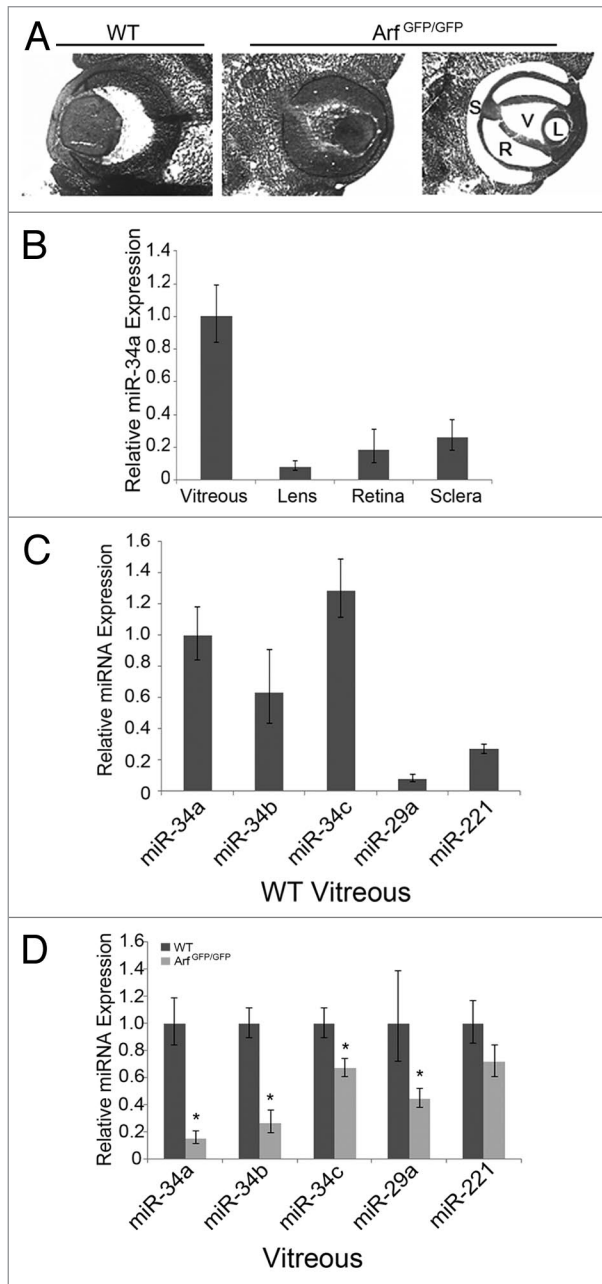 A
WT
Arf GFP/GFP
S
V
L
R
B
Relative miR-34a Expression
1.4
1.2
1.0
0.8
0.6
0.4
0.2
0
Vitreous Lens Retina Sclera
C
Relative miRNA Expression
1.6
1.4
1.2
1.0
0.8
0.6
0.4
0.2
0
miR-34a miR-34b miR-34c miR-29a miR-221
WT Vitreous
D
Relative miRNA Expression
1.6
1.4
1.2
1.0
0.8
0.6
0.4
0.2
0
WT
Arf GFP/GFP
*
*
*
*
miR-34a miR-34b miR-34c miR-29a miR-221
Vitreous